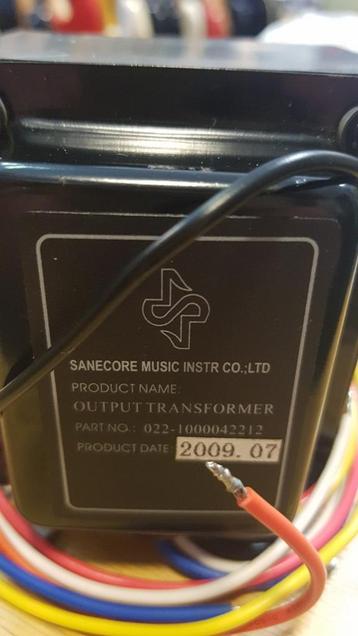 SANECORE MUSIC INSTR CO.;LTD
PRODUCT NAME:
OUTPUT TRANSFORMER
PART NO.: 022-1000042212
PRODUCT DATE: 2009. 07